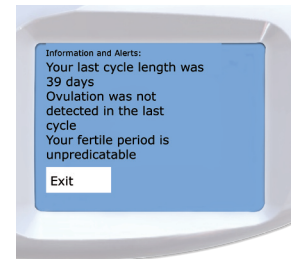 Information and Alerts:
Your last cycle length was
39 days
Ovulation was not
detected in the last
cycle
Your fertile period is
unpredicatable
Exit